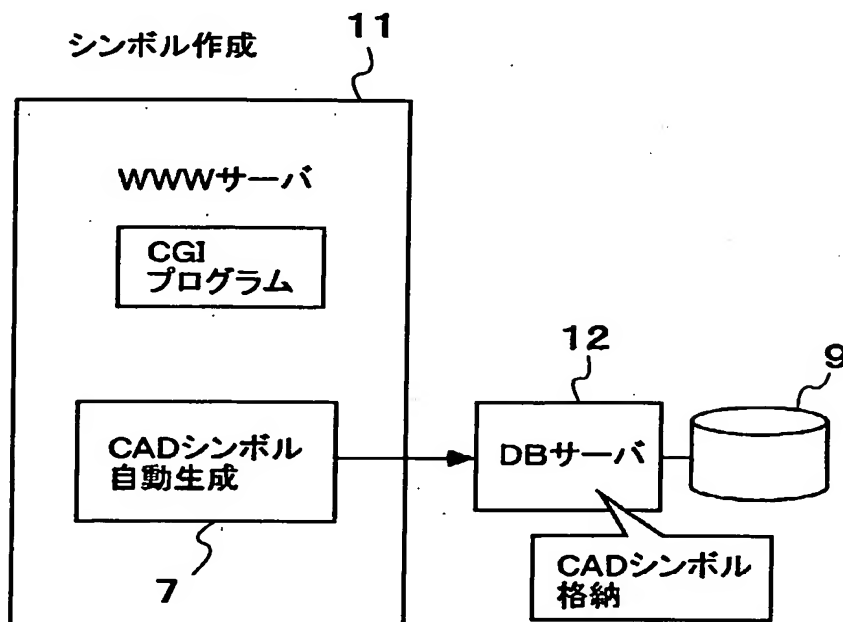 シンボル作成
11
WWWサーバ
CGI
プログラム
12
9
CADシンボル
自動生成
DBサーバ
7
CADシンボル
格納